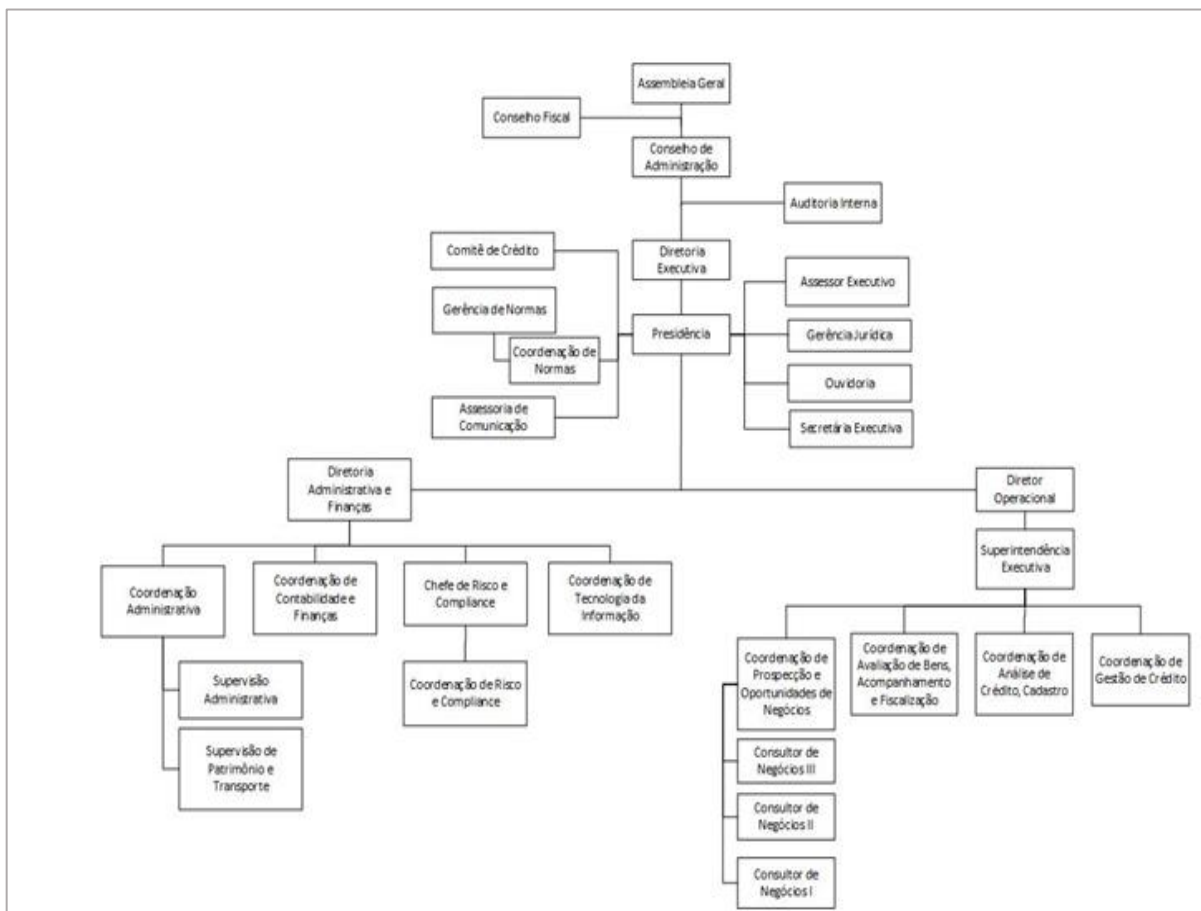 Assembleia Geral
Conselho Fiscal
Conselho de
Administração
Auditoria Interna
Diretoria
Executiva
Comitê de Crédito
Assessor Executivo
Gerência de Normas
Presidência
Gerência Jurídica
Coordenação de
Normas
Ouvidoria
Assessoria de
Comunicação
Secretária Executiva
Diretoria
Administrativa e
Finanças
Diretor
Operacional
Superintendência
Executiva
Coordenação
Administrativa
Coordenação de
Contabilidade e
Finanças
Chefe de Risco e
Compliance
Coordenação de
Tecnologia da
Informação
Supervisão
Administrativa
Coordenação de Risco
e Compliance
Supervisão de
Patrimônio e
Transporte
Coordenação de
Prospecção e
Oportunidades de
Negócios
Coordenação de
Avaliação de Bens,
Acompanhamento
e Fiscalização
Coordenação de
Análise de
Crédito, Cadastro
Coordenação de
Gestão de Crédito
Consultor de
Negócios III
Consultor de
Negócios II
Consultor de
Negócios I